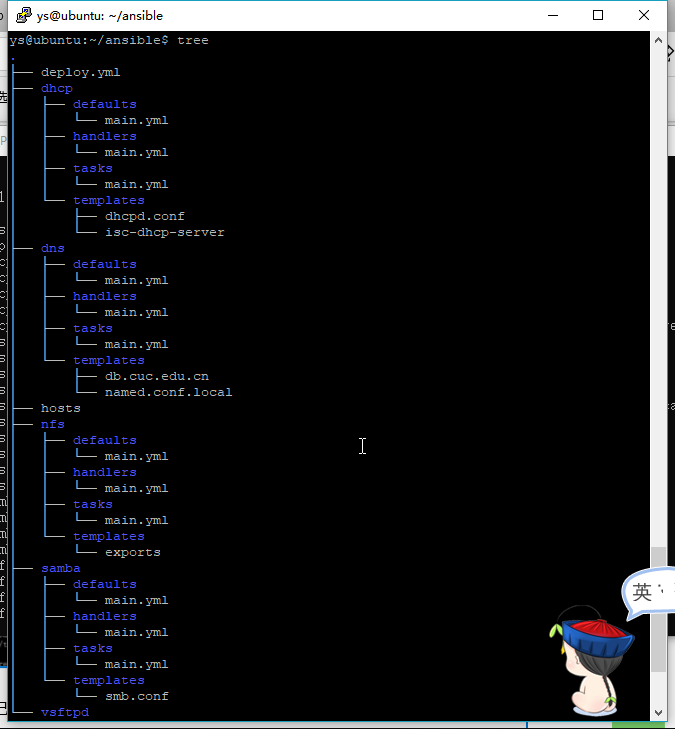 ys@ubuntu: ~/ansible
ys@ubuntu:~/ansible$ tree
.
├── deploy.yml
├── dhcp
│   ├── defaults
│   │   └── main.yml
│   ├── handlers
│   │   └── main.yml
│   ├── tasks
│   │   └── main.yml
│   └── templates
│       ├── dhcpd.conf
│       └── isc-dhcp-server
├── dns
│   ├── defaults
│   │   └── main.yml
│   ├── handlers
│   │   └── main.yml
│   ├── tasks
│   │   └── main.yml
│   └── templates
│       ├── db.cuc.edu.cn
│       └── named.conf.local
├── hosts
├── nfs
│   ├── defaults
│   │   └── main.yml
│   ├── handlers
│   │   └── main.yml
│   ├── tasks
│   │   └── main.yml
│   └── templates
│       └── exports
├── samba
│   ├── defaults
│   │   └── main.yml
│   ├── handlers
│   │   └── main.yml
│   ├── tasks
│   │   └── main.yml
│   └── templates
│       └── smb.conf
└── vsftpd
英